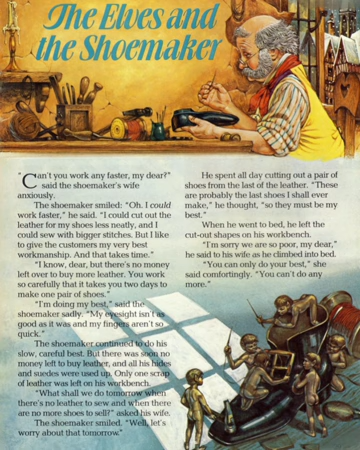 The Elves and
the Shoemaker
"Can't you work any faster, my dear?"
said the shoemaker's wife
anxiously.
The shoemaker smiled: "Oh. I could
work faster," he said. "I could cut out the
leather for my shoes less neatly, and I
could sew with bigger stitches. But I like
to give the customers my very best
workmanship. And that takes time."
"I know, dear, but there's no money
left over to buy more leather. You work
so carefully that it takes you two days to
make one pair of shoes."
"I'm doing my best," said the
shoemaker sadly. "My eyesight isn't as
good as it was and my fingers aren't so
quick."
The shoemaker continued to do his
slow, careful best. But there was soon no
money left to buy leather, and all his hides
and suedes were used up. Only one scrap
of leather was left on his workbench.
"What shall we do tomorrow when
there's no leather to sew and when there
are no more shoes to sell?" asked his wife.
The shoemaker smiled. "Well, let's
worry about that tomorrow."
He spent all day cutting out a pair of
shoes from the last of the leather. "These
are probably the last shoes I shall ever
make," he thought, "so they must be my
best."
When he went to bed, he left the
cut-out shapes on his workbench.
"I'm sorry we are so poor, my dear,"
he said to his wife as he climbed into bed.
"You can only do your best," she
said comfortingly. "You can't do any
more."